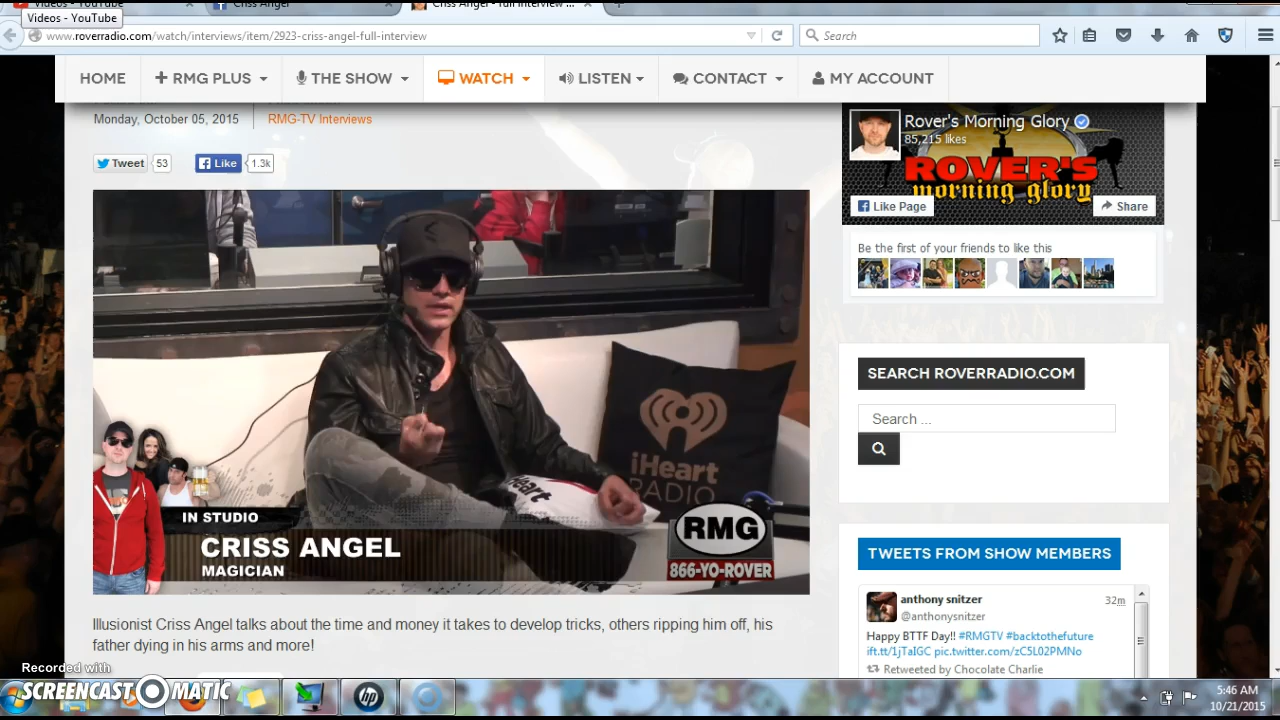 Videos - YouTube
Criss Angel
Criss Angel - Full Interview ...
Videos - YouTube
www.roverradio.com/watch/interviews/item/2923-criss-angel-full-interview
Search
HOME
RMG PLUS
THE SHOW
WATCH
LISTEN
CONTACT
MY ACCOUNT
Monday, October 05, 2015
RMG-TV Interviews
Tweet 53
Like 1.3k
Rover's Morning Glory
85,215 likes
ROVER'S
morning glory
Like Page
Share
Be the first of your friends to like this
iHeart
RADIO
iHeart
IN STUDIO
CRISS ANGEL
MAGICIAN
RMG
866-YO-ROVER
SEARCH ROVERRADIO.COM
Search ...
TWEETS FROM SHOW MEMBERS
anthony snitzer 32m
@anthonysnitzer
Happy BTTF Day!! #RMGTV #backtothefuture
ift.tt/1jTaIGC pic.twitter.com/zC5L02PMNo
Retweeted by Chocolate Charlie
Illusionist Criss Angel talks about the time and money it takes to develop tricks, others ripping him off, his
father dying in his arms and more!
Recorded with
SCREENCAST MATIC
hp
5:46 AM
10/21/2015